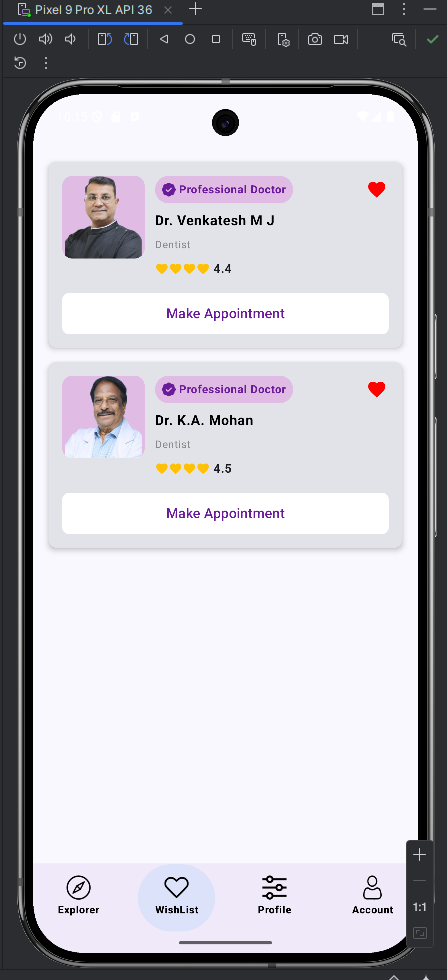 Pixel 9 Pro XL API 36
Professional Doctor
Dr. Venkatesh M J
Dentist
4.4
Make Appointment
Professional Doctor
Dr. K.A. Mohan
Dentist
4.5
Make Appointment
Explorer
WishList
Profile
Account
1:1